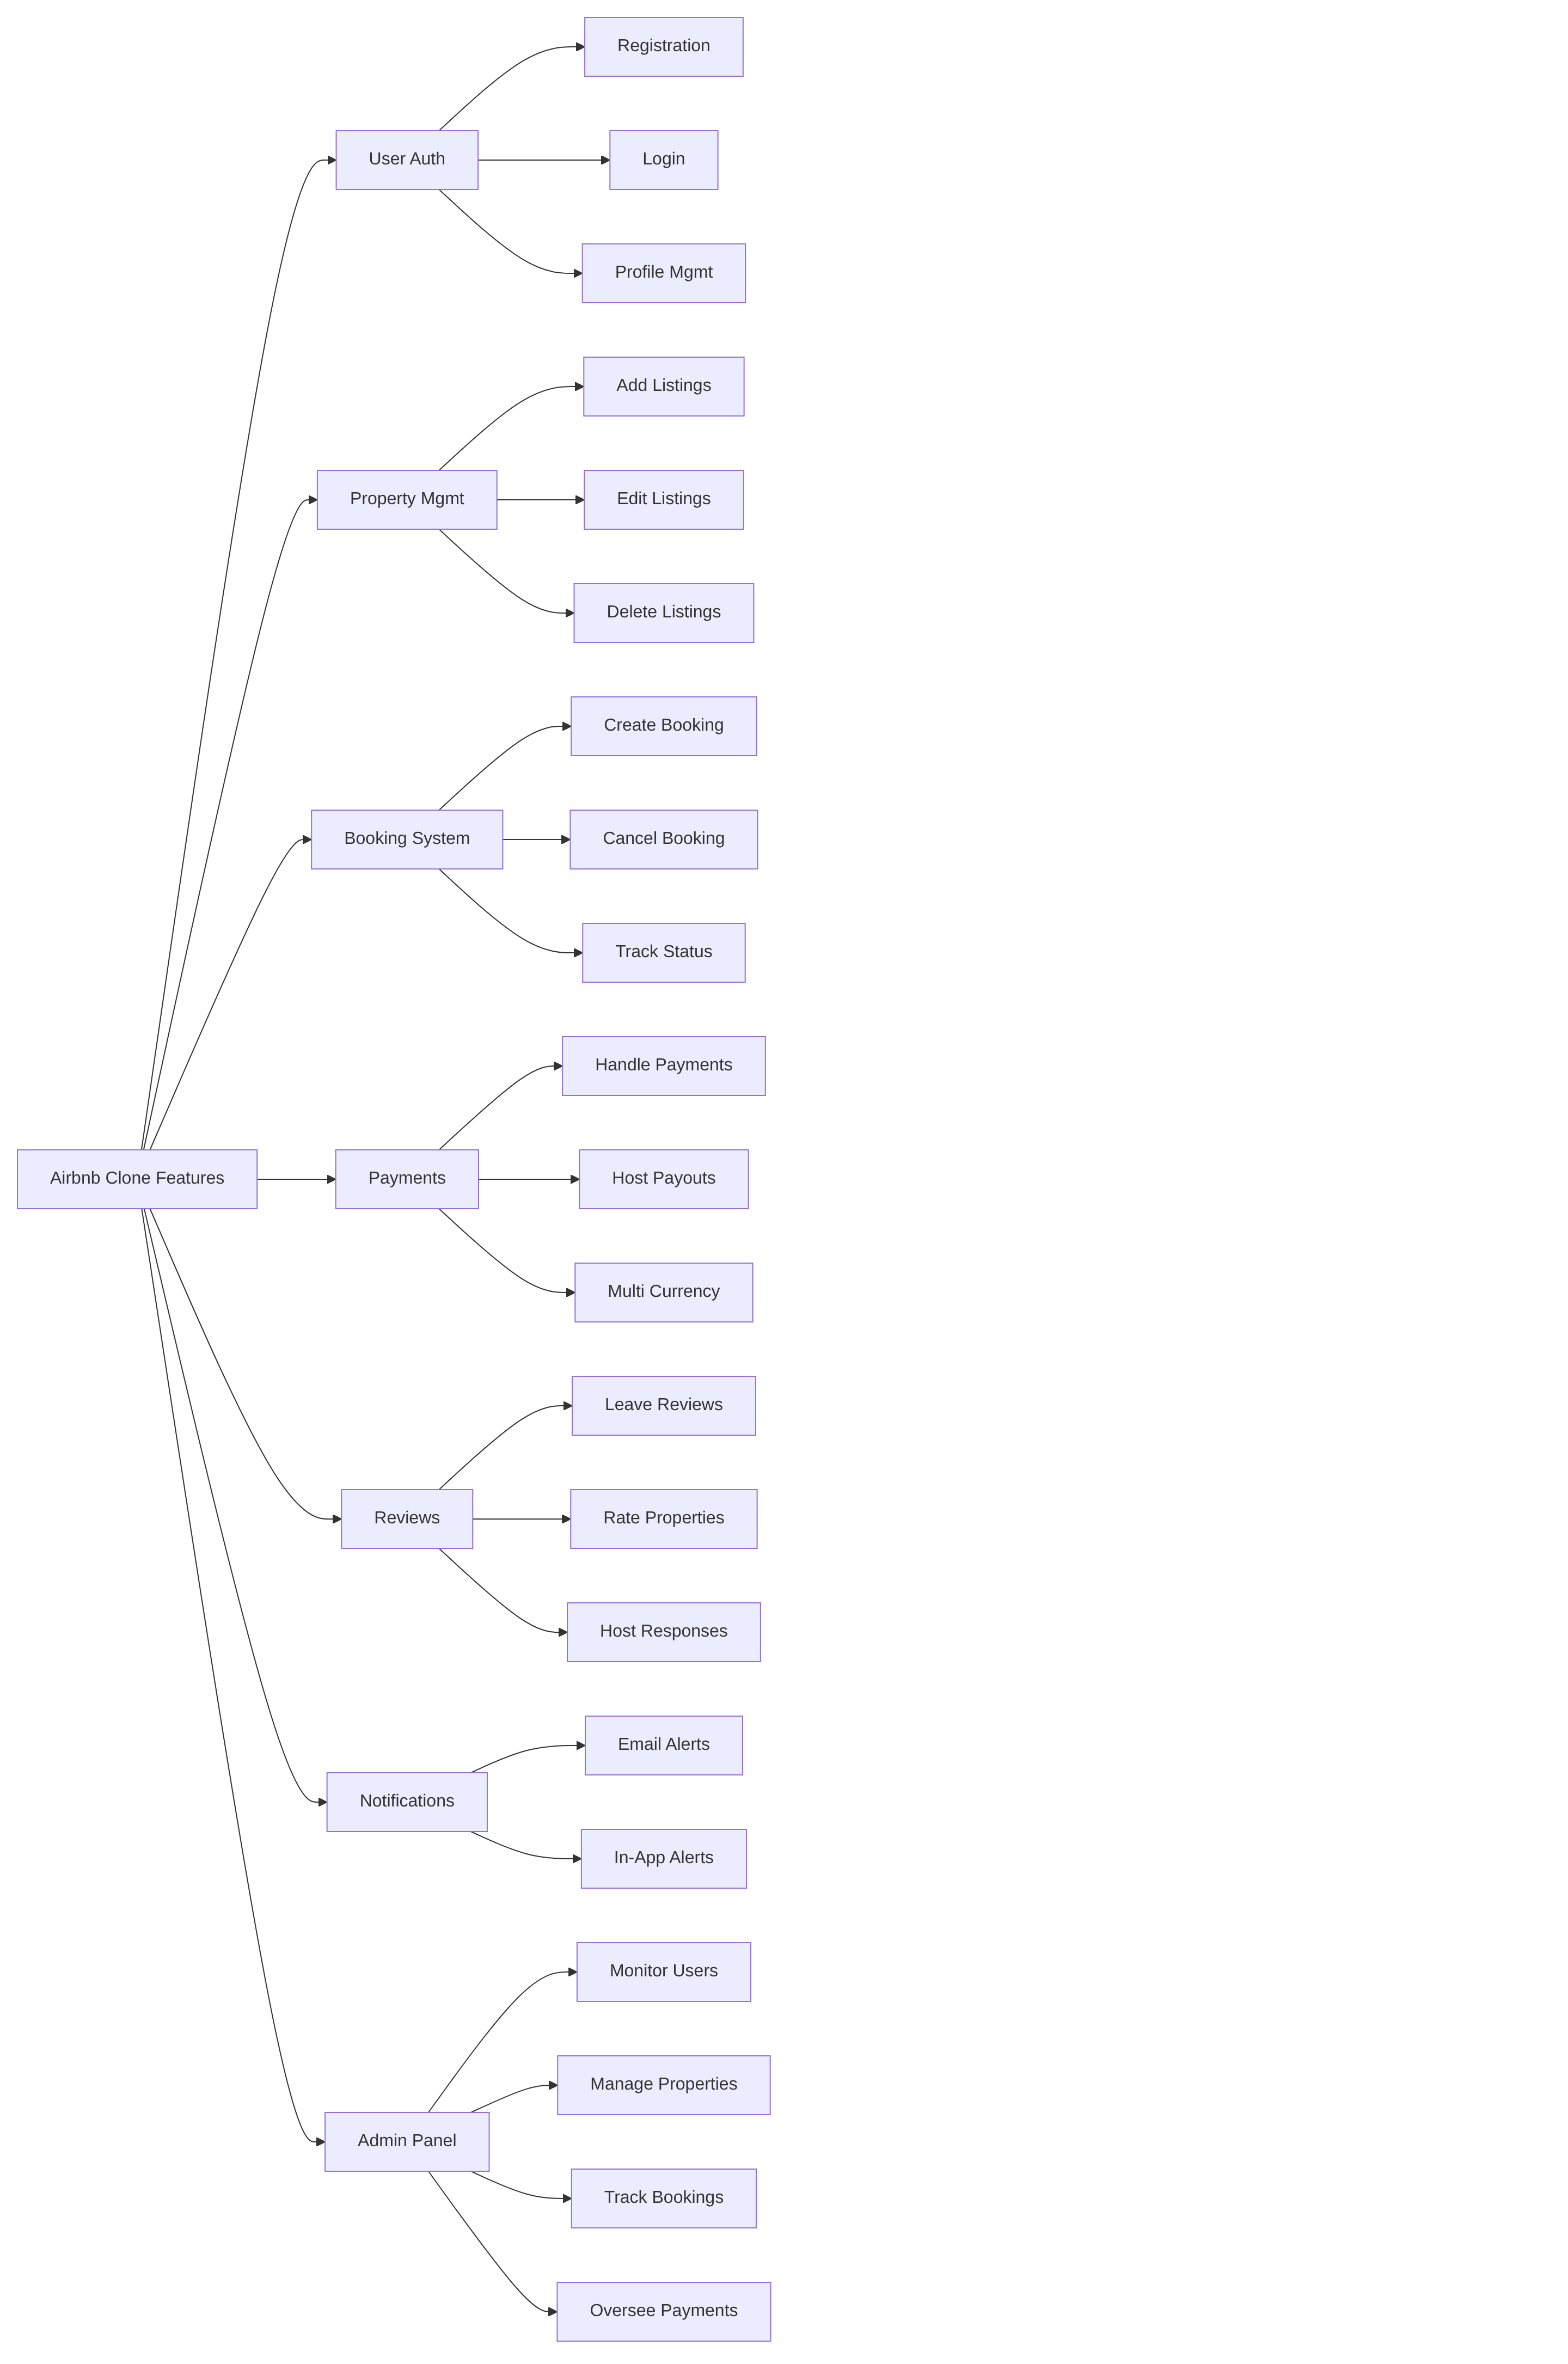 Airbnb Clone Features
User Auth
Registration
Login
Profile Mgmt
Property Mgmt
Add Listings
Edit Listings
Delete Listings
Booking System
Create Booking
Cancel Booking
Track Status
Payments
Handle Payments
Host Payouts
Multi Currency
Reviews
Leave Reviews
Rate Properties
Host Responses
Notifications
Email Alerts
In-App Alerts
Admin Panel
Monitor Users
Manage Properties
Track Bookings
Oversee Payments